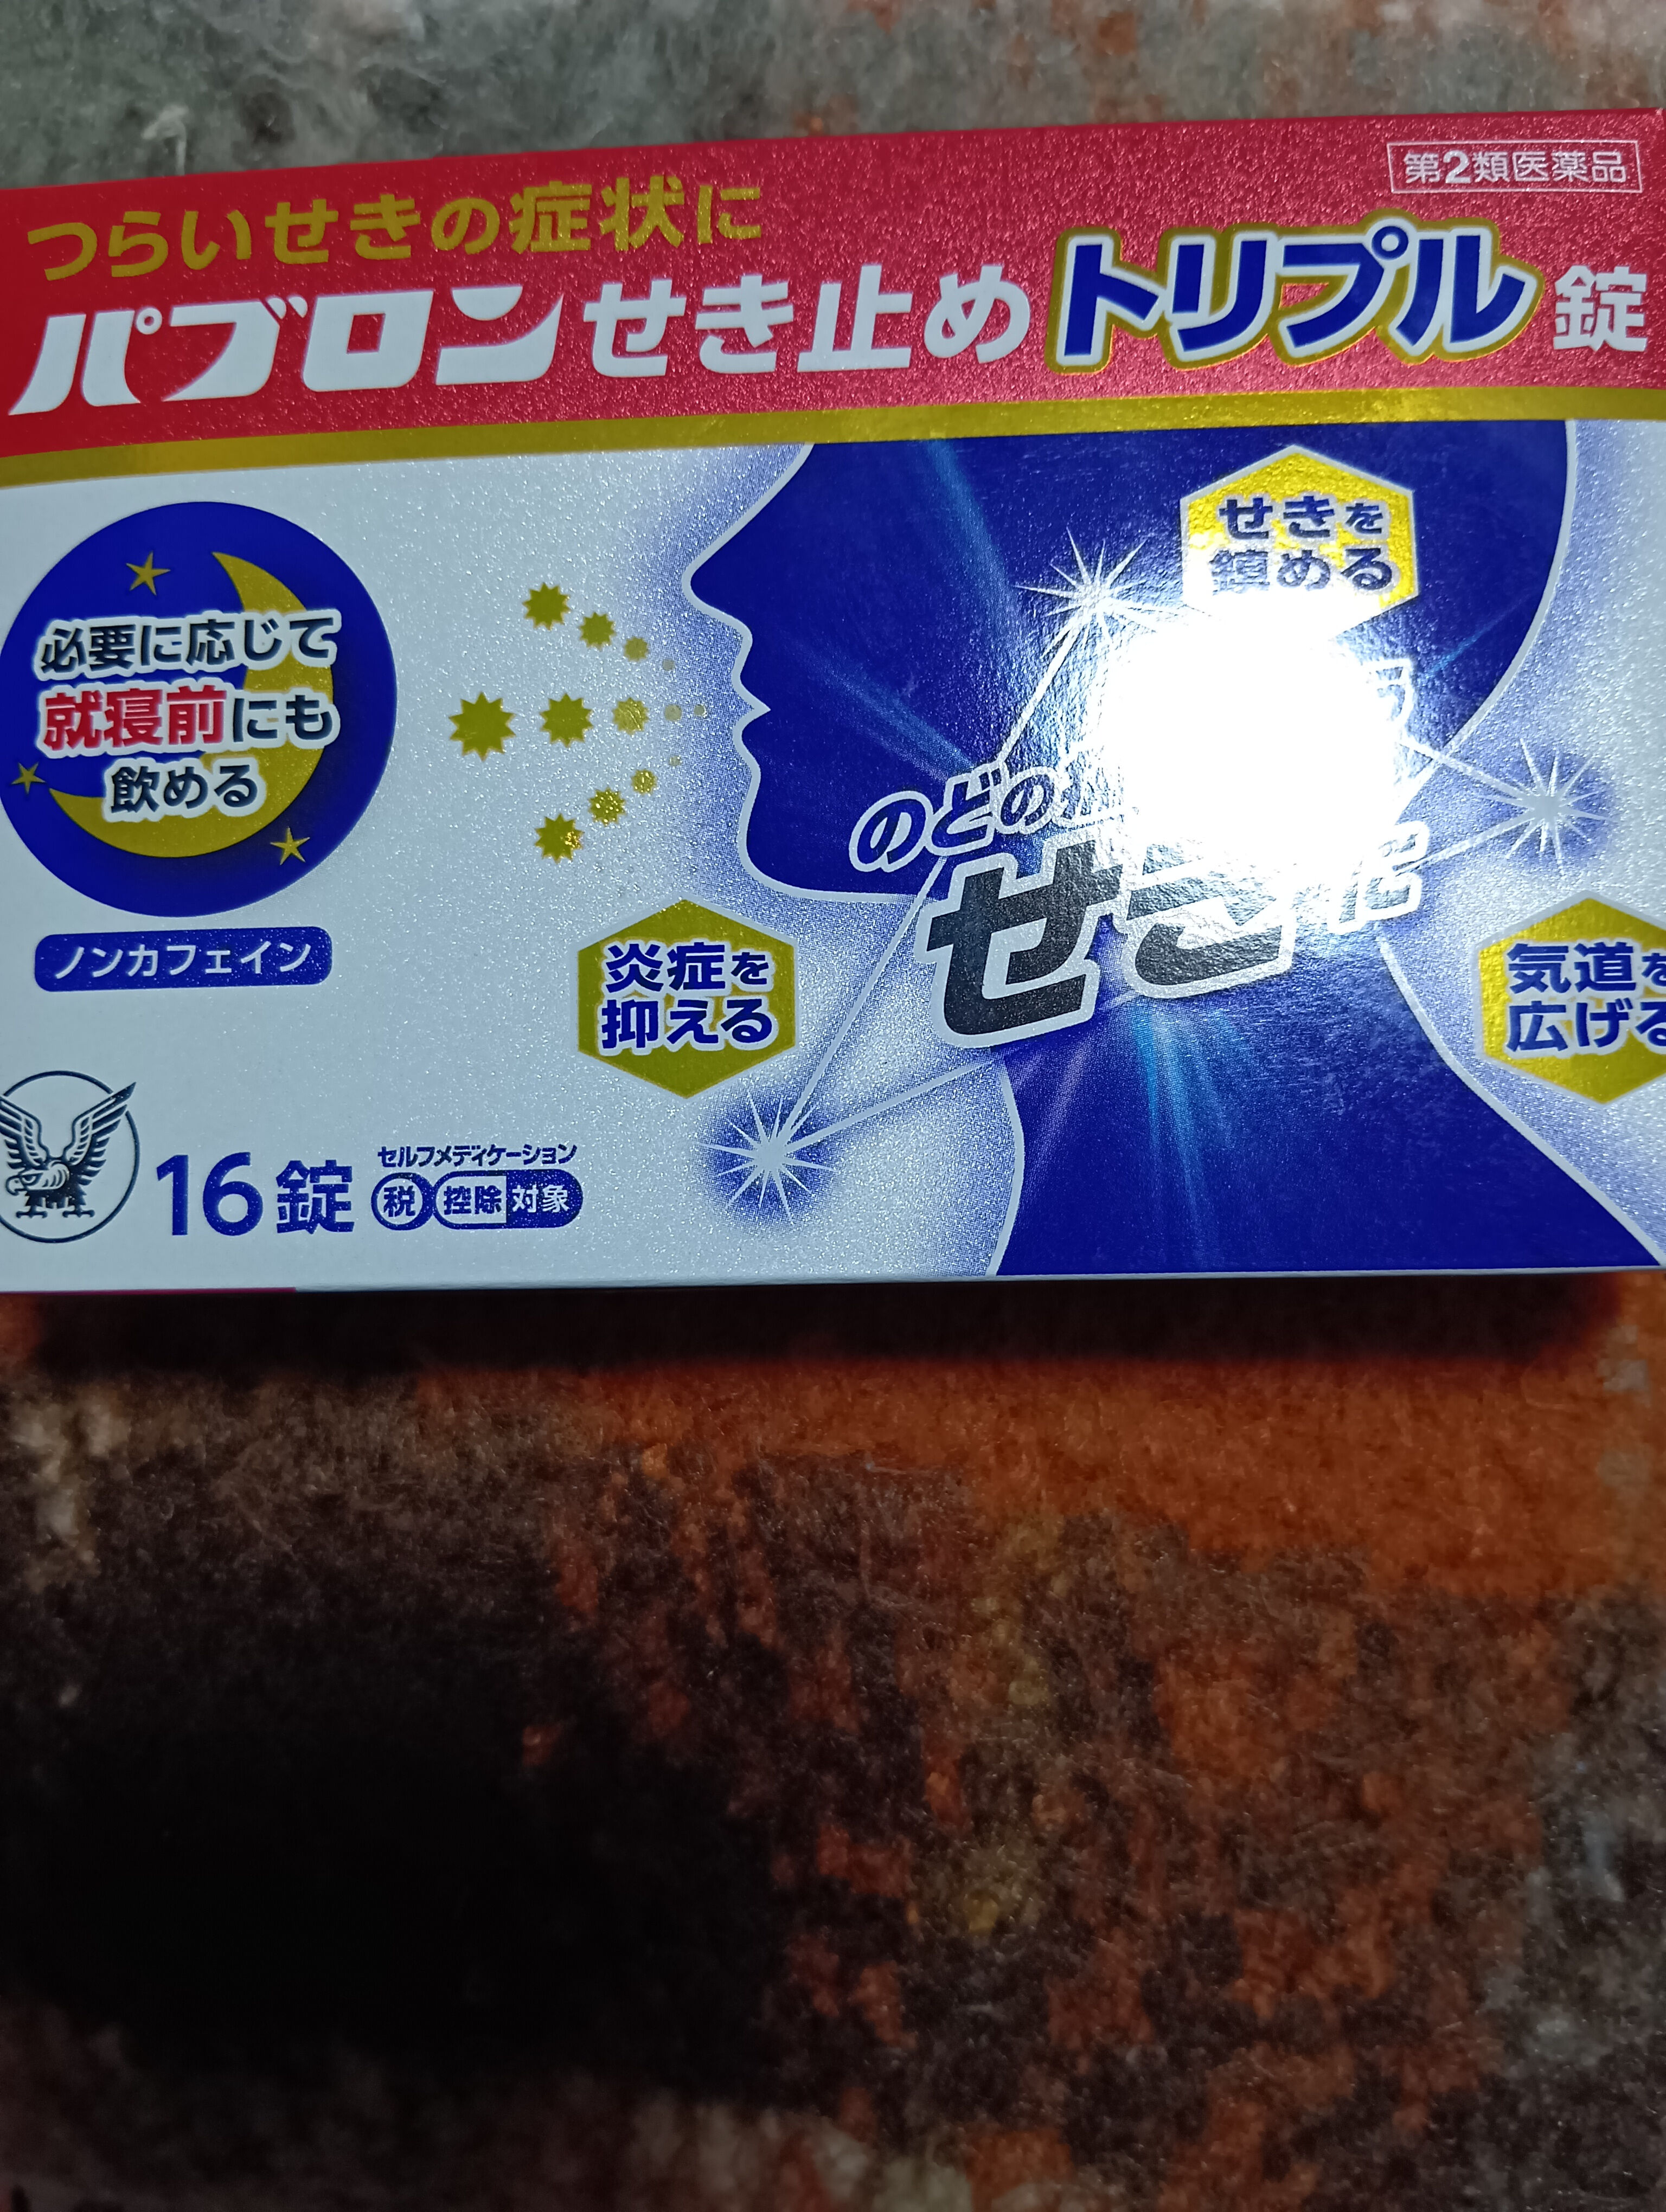 第2類医薬品
つらいせきの症状に
パブロンせき止めトリプル錠
必要に応じて
就寝前にも
飲める
ノンカフェイン
せきを
鎮める
のどの
せきに
炎症を
抑える
気道を
広げる
16錠
セルフメディケーション
税 控除 対象